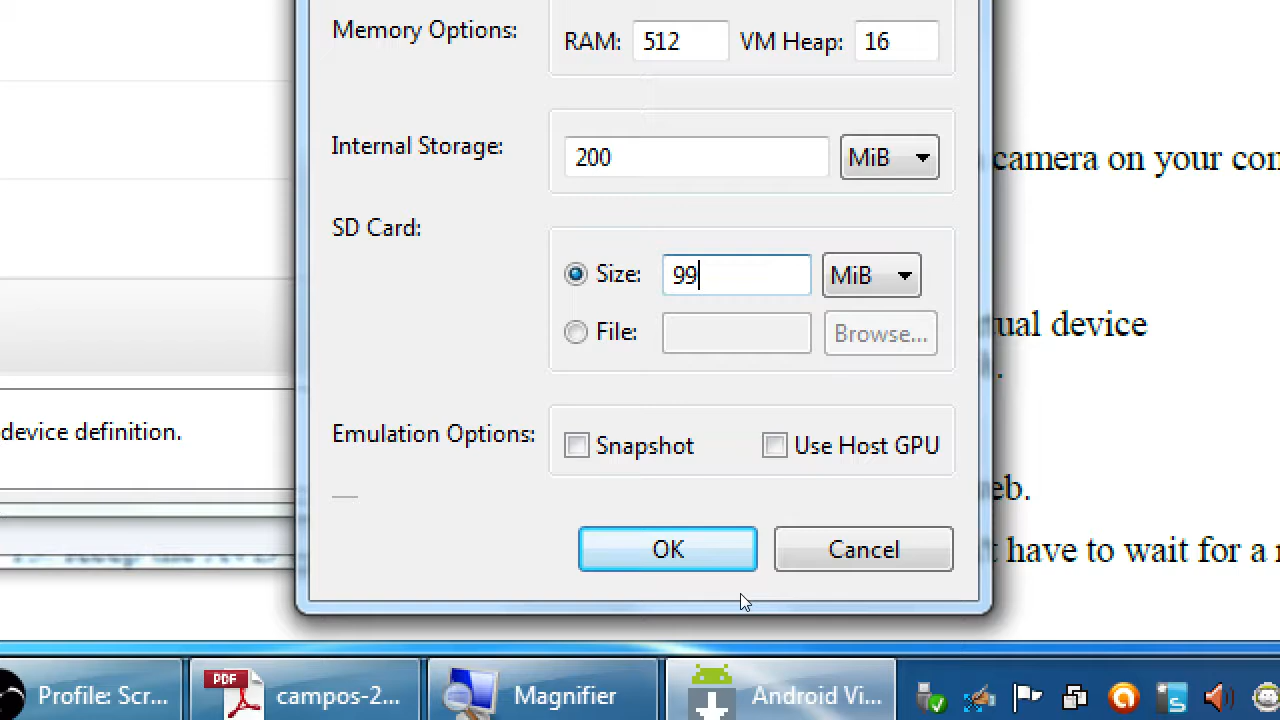 Memory Options:
RAM: 512 VM Heap: 16
Internal Storage:
200 MiB
camera on your con
SD Card:
Size: 99 MiB
File: Browse...
ual device
.
device definition.
Emulation Options:
Snapshot Use Host GPU
eb.
OK Cancel
have to wait for a
Profile: Scr...
PDF
campos-2...
Magnifier
Android Vi...